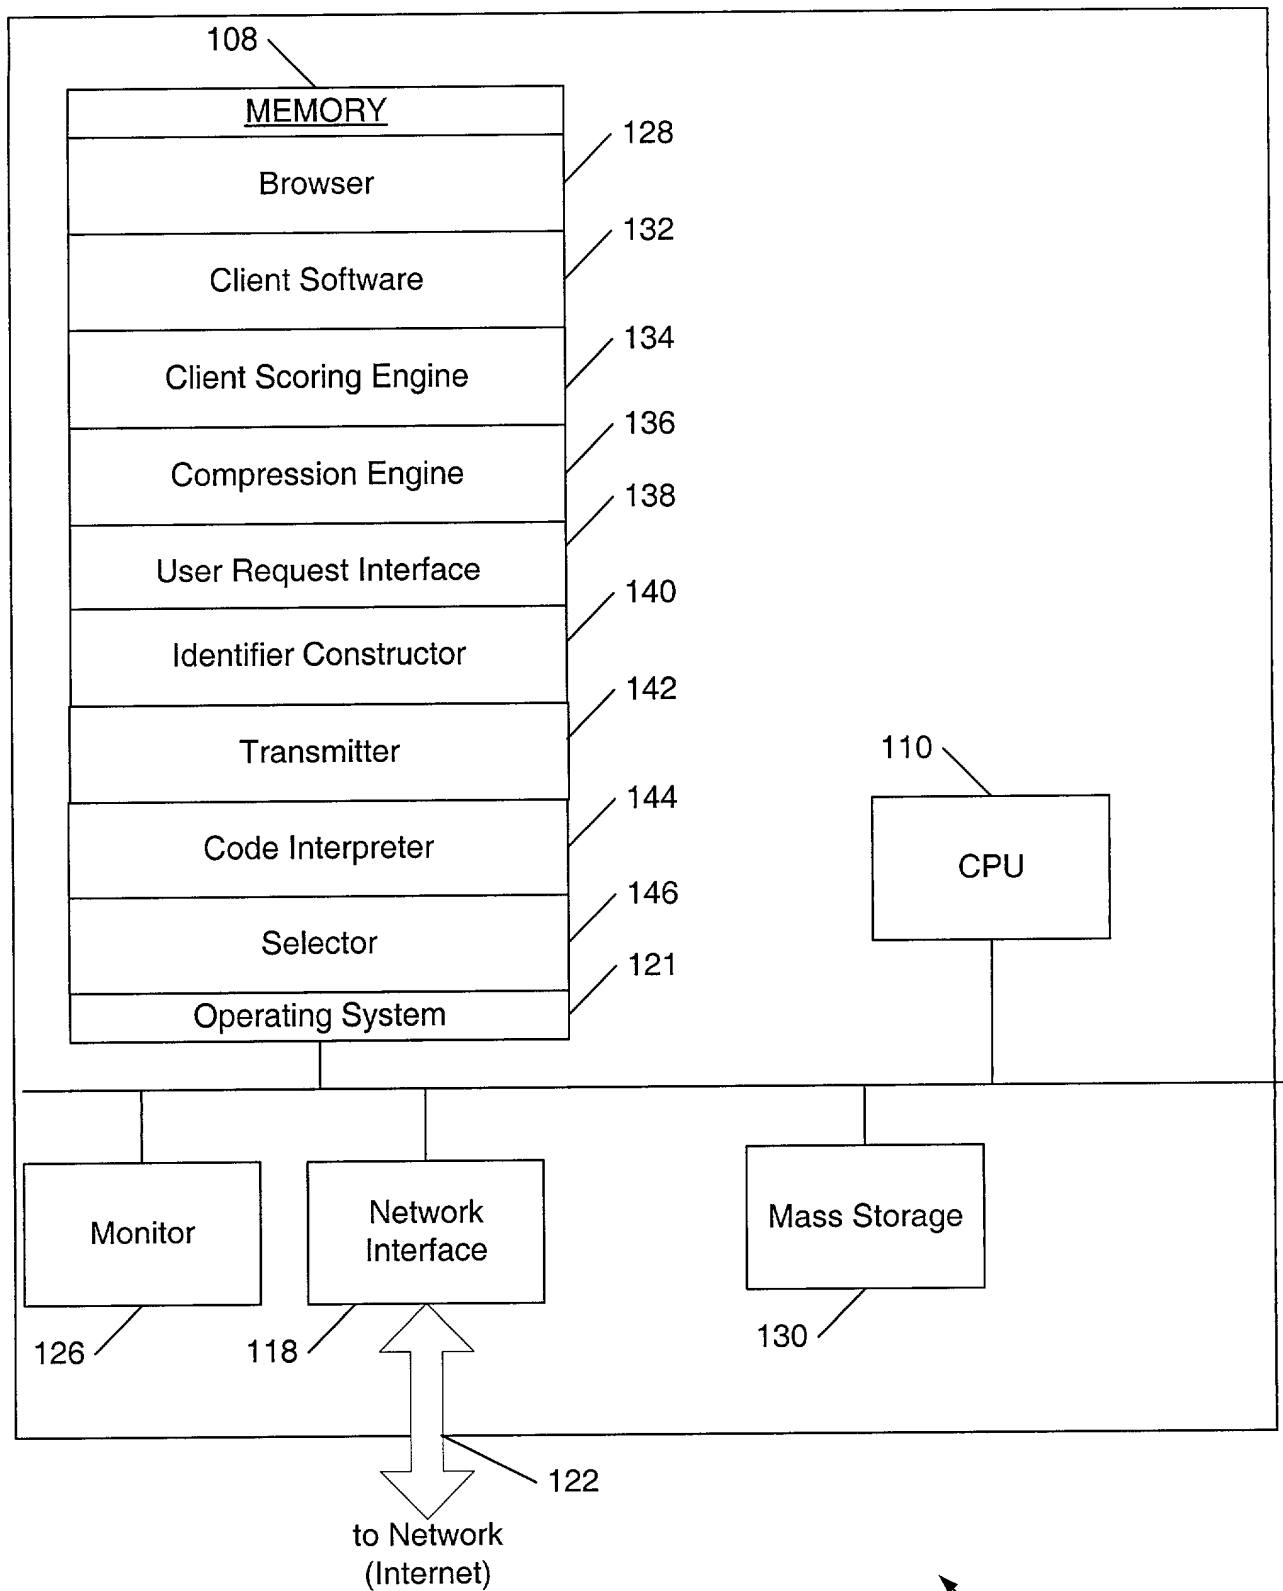 108
MEMORY
128
Browser
132
Client Software
134
Client Scoring Engine
136
Compression Engine
138
User Request Interface
140
Identifier Constructor
142
Transmitter
110
144
Code Interpreter
CPU
146
Selector
121
Operating System
Monitor
Network
Interface
Mass Storage
126
118
130
122
to Network
(Internet)